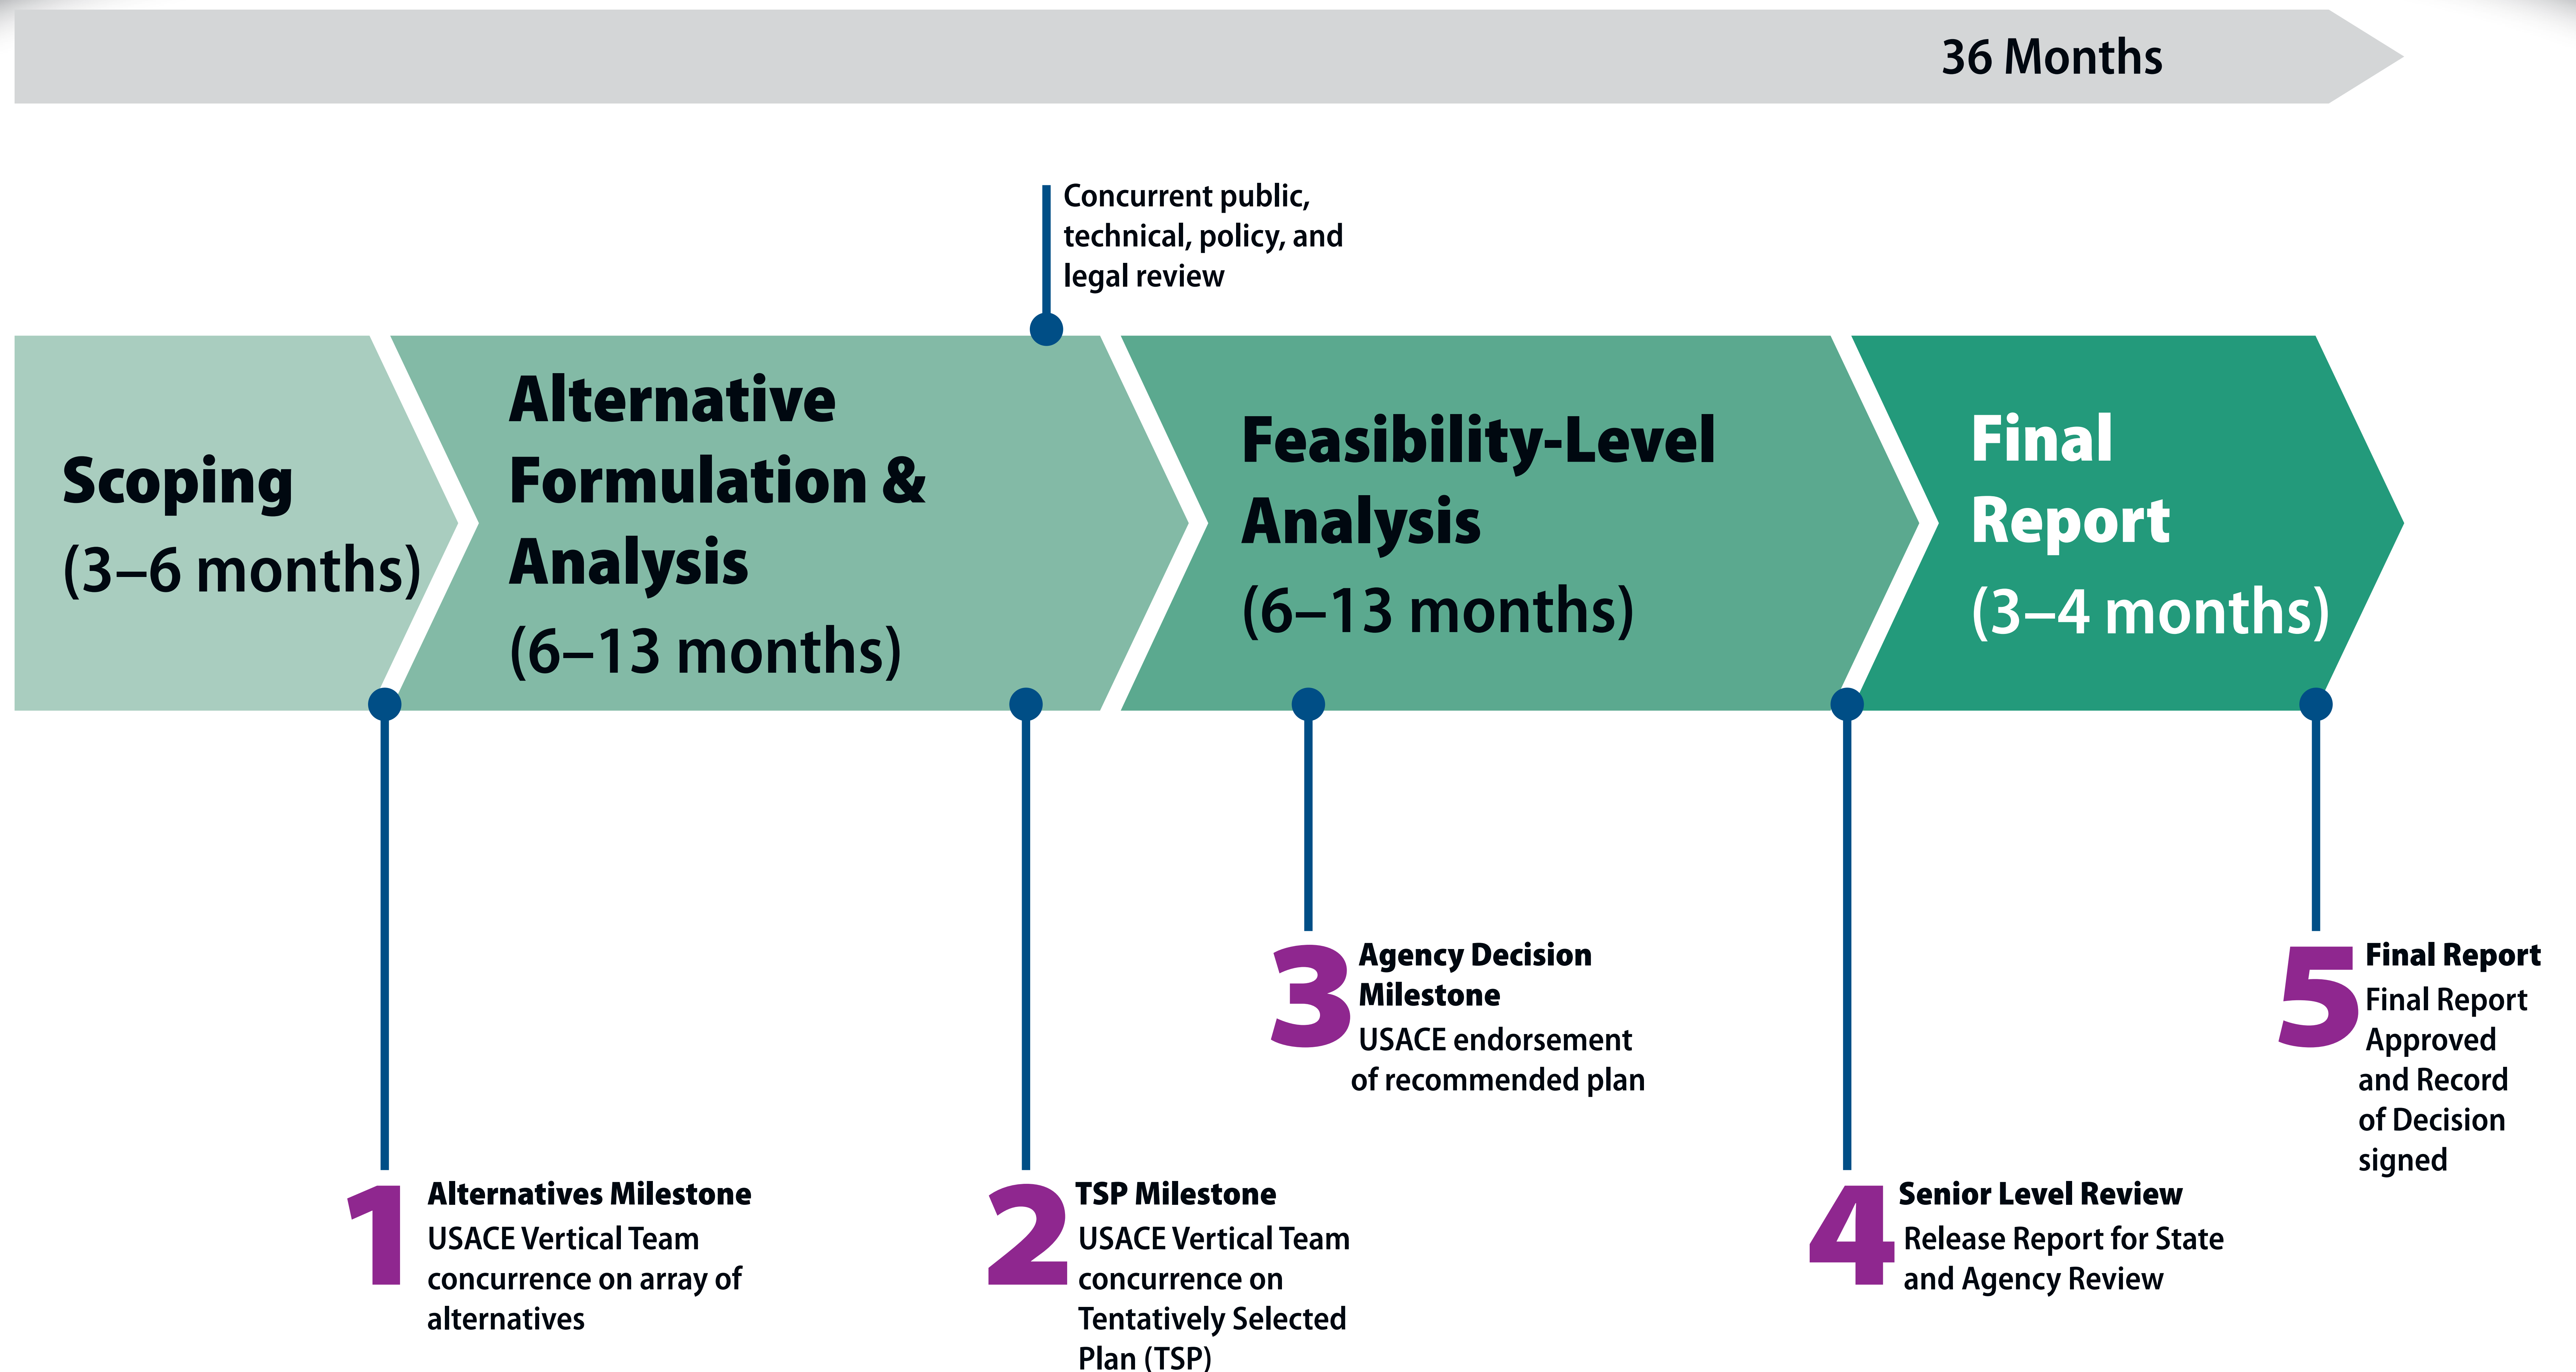 36 Months
Concurrent public,
technical, policy, and
legal review
Scoping
(3–6 months)
Alternative
Formulation &
Analysis
(6–13 months)
Feasibility-Level
Analysis
(6–13 months)
Final
Report
(3–4 months)
1
Alternatives Milestone
USACE Vertical Team
concurrence on array of
alternatives
2
TSP Milestone
USACE Vertical Team
concurrence on
Tentatively Selected
Plan (TSP)
3
Agency Decision
Milestone
USACE endorsement
of recommended plan
4
Senior Level Review
Release Report for State
and Agency Review
5
Final Report
Final Report
Approved
and Record
of Decision
signed